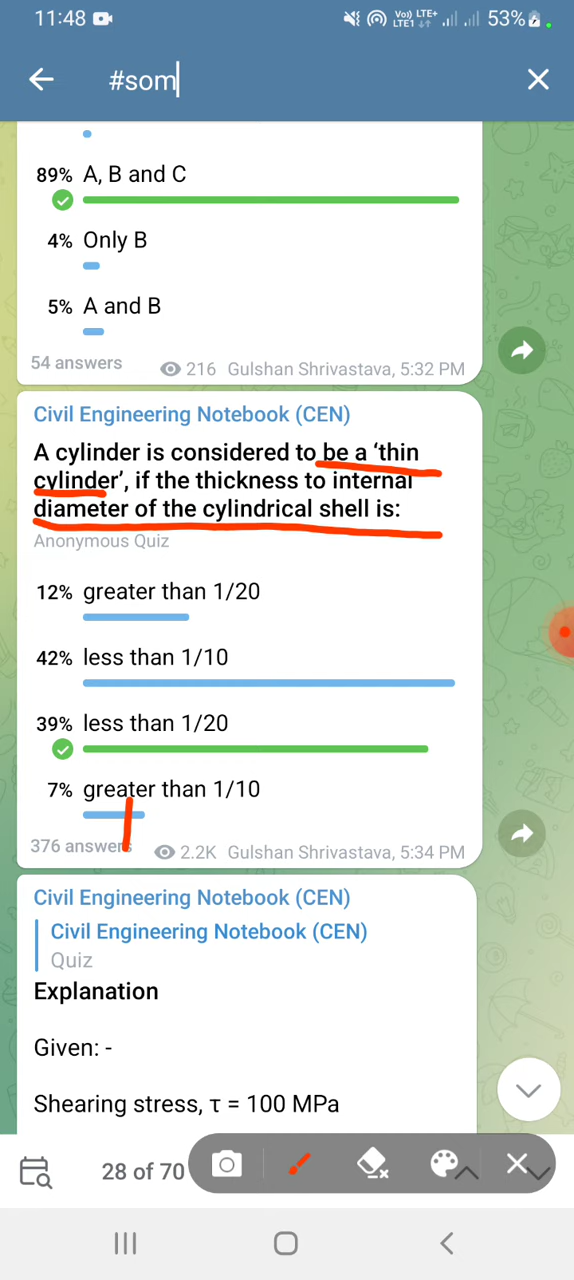 11:48
Vo)) LTE+
LTE1
53%
#som
89% A, B and C
4% Only B
5% A and B
54 answers 216 Gulshan Shrivastava, 5:32 PM
Civil Engineering Notebook (CEN)
A cylinder is considered to be a ‘thin
cylinder’, if the thickness to internal
diameter of the cylindrical shell is:
Anonymous Quiz
12% greater than 1/20
42% less than 1/10
39% less than 1/20
7% greater than 1/10
376 answers 2.2K Gulshan Shrivastava, 5:34 PM
Civil Engineering Notebook (CEN)
Civil Engineering Notebook (CEN)
Quiz
Explanation
Given: -
Shearing stress, τ = 100 MPa
28 of 70